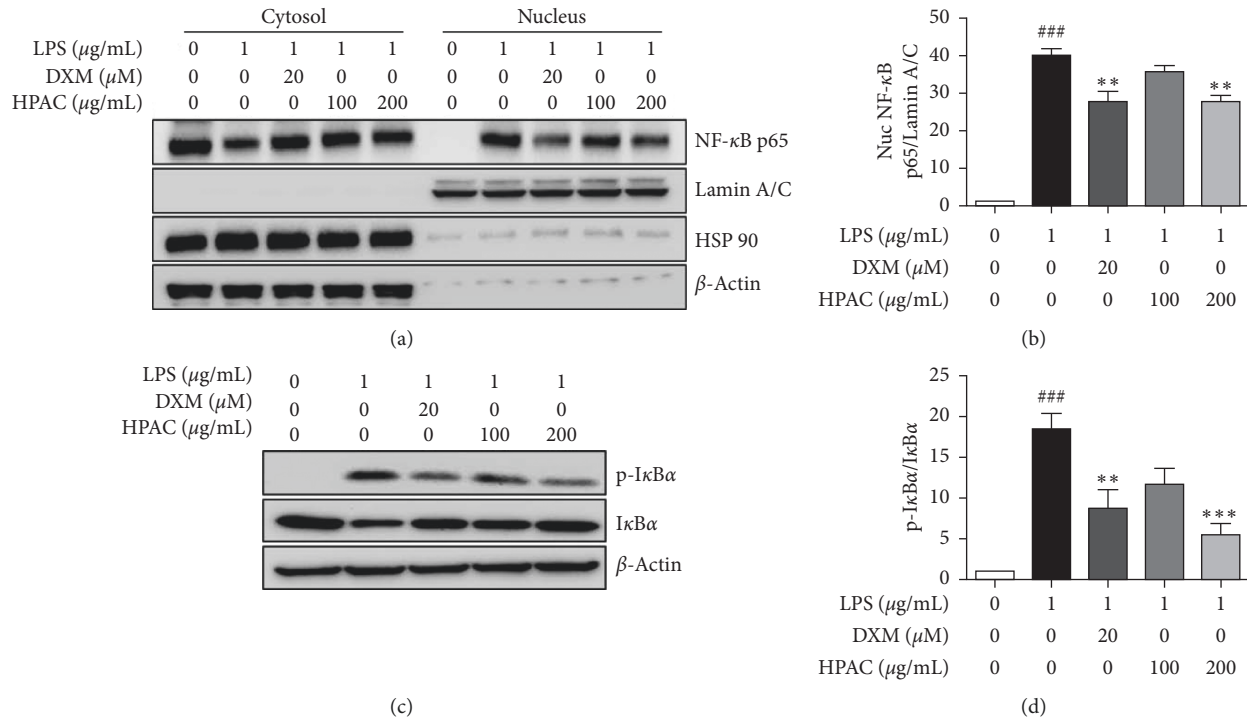 Cytosol Nucleus
LPS (μg/mL) 0 1 1 1 1 0 1 1 1 1
DXM (μM) 0 0 20 0 0 0 0 20 0 0
HPAC (μg/mL) 0 0 0 100 200 0 0 0 100 200
NF-κB p65
Lamin A/C
HSP 90
β-Actin
(a)
Nuc NF-κB
p65/Lamin A/C
50
40
30
20
10
0
###
**
**
LPS (μg/mL) 0 1 1 1 1
DXM (μM) 0 0 20 0 0
HPAC (μg/mL) 0 0 0 100 200
(b)
LPS (μg/mL) 0 1 1 1 1
DXM (μM) 0 0 20 0 0
HPAC (μg/mL) 0 0 0 100 200
p-IκBα
IκBα
β-Actin
(c)
p-IκBα/IκBα
25
20
15
10
5
0
###
**
***
LPS (μg/mL) 0 1 1 1 1
DXM (μM) 0 0 20 0 0
HPAC (μg/mL) 0 0 0 100 200
(d)